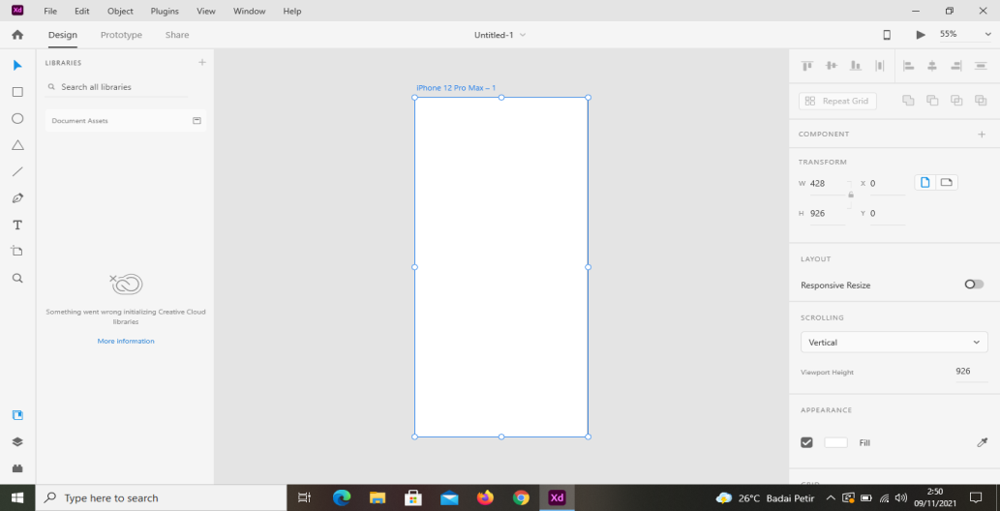 Xd File Edit Object Plugins View Window Help
Design Prototype Share Untitled-1 55%
LIBRARIES
Search all libraries
Document Assets
Something went wrong initializing Creative Cloud
libraries
More information
iPhone 12 Pro Max – 1
Repeat Grid
COMPONENT
TRANSFORM
W 428 X 0
H 926 Y 0
LAYOUT
Responsive Resize
SCROLLING
Vertical
Viewport Height 926
APPEARANCE
Fill
GRID
Type here to search
Xd
26°C Badai Petir
2:50
09/11/2021